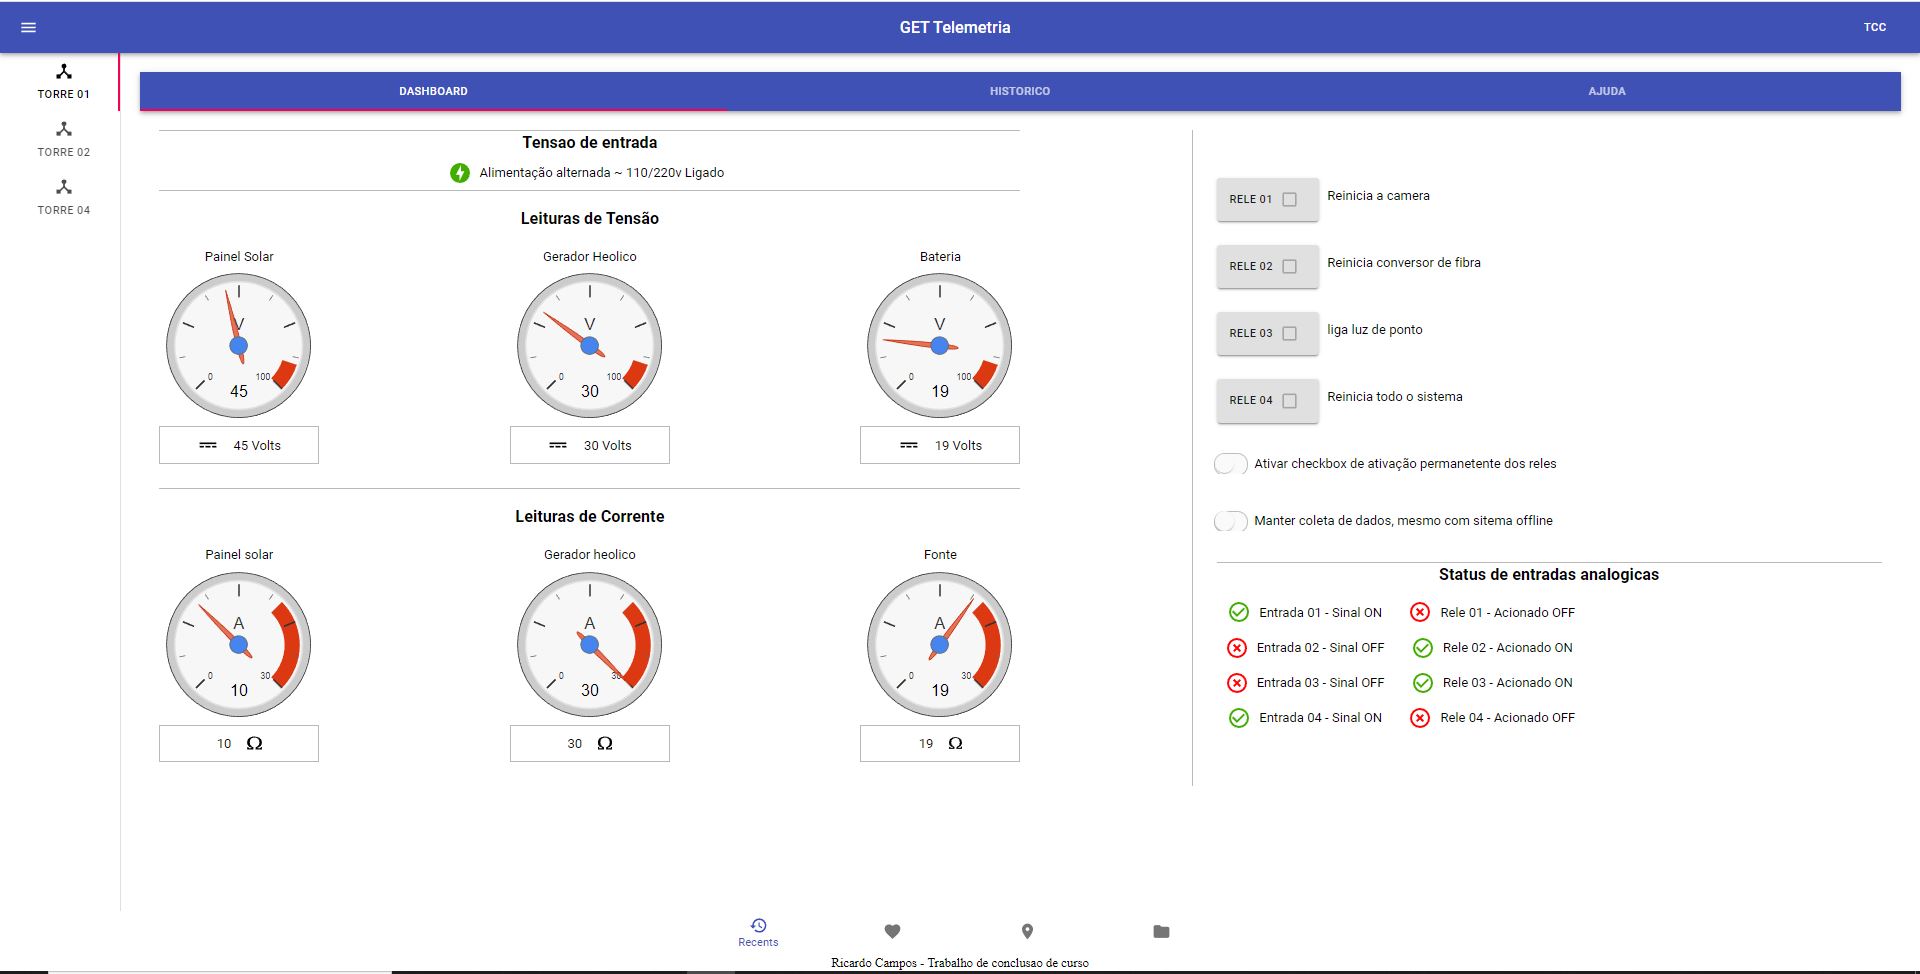 GET Telemetria
TCC
TORRE 01
TORRE 02
TORRE 04
DASHBOARD
HISTORICO
AJUDA
Tensao de entrada
Alimentação alternada ~ 110/220v Ligado
Leituras de Tensão
Painel Solar
Gerador Heolico
Bateria
V
0
100
45
V
0
100
30
V
0
100
19
45 Volts
30 Volts
19 Volts
Leituras de Corrente
Painel solar
Gerador heolico
Fonte
A
0
30
10
A
0
30
30
A
0
30
19
10 Ω
30 Ω
19 Ω
RELE 01 Reinicia a camera
RELE 02 Reinicia conversor de fibra
RELE 03 liga luz de ponto
RELE 04 Reinicia todo o sistema
Ativar checkbox de ativação permanetente dos reles
Manter coleta de dados, mesmo com sitema offline
Status de entradas analogicas
Entrada 01 - Sinal ON Rele 01 - Acionado OFF
Entrada 02 - Sinal OFF Rele 02 - Acionado ON
Entrada 03 - Sinal OFF Rele 03 - Acionado ON
Entrada 04 - Sinal ON Rele 04 - Acionado OFF
Recents
Ricardo Campos - Trabalho de conclusao de curso